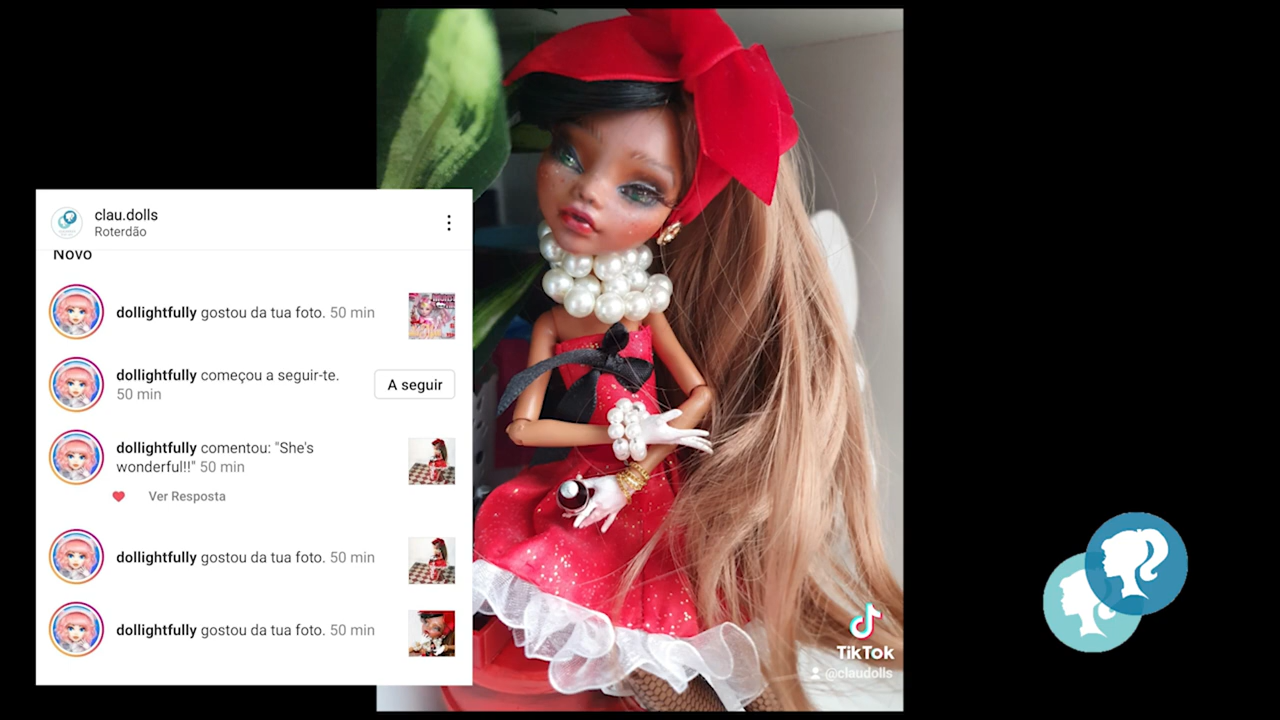 clau.dolls
Roterdão
Novo
dollightfully gostou da tua foto. 50 min
dollightfully começou a seguir-te.
50 min
A seguir
dollightfully comentou: "She's
wonderful!!" 50 min
Ver Resposta
dollightfully gostou da tua foto. 50 min
dollightfully gostou da tua foto. 50 min
TikTok
@claudolls